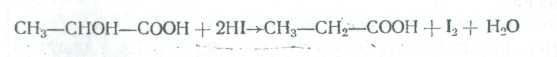 CH₃—CHOH—COOH + 2HI→CH₃—CH₂—COOH + I₂ + H₂O